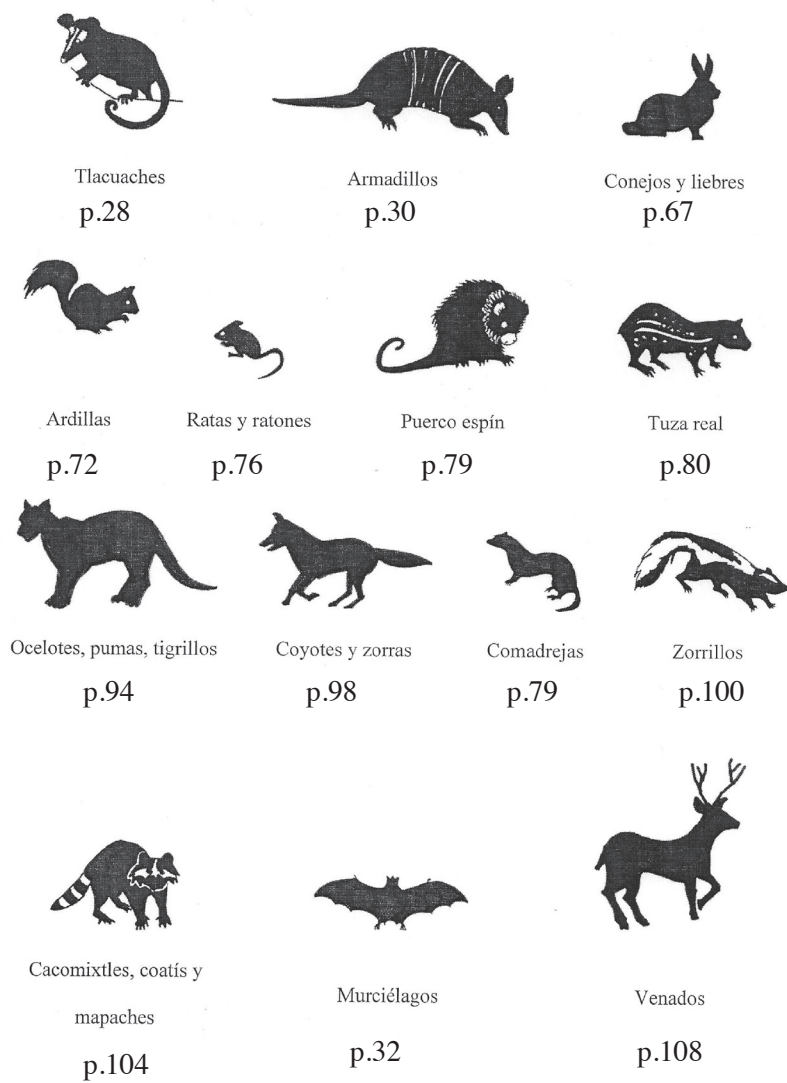 Tlacuaches
p.28
Armadillos
p.30
Conejos y liebres
p.67
Ardillas
p.72
Ratas y ratones
p.76
Puerco espín
p.79
Tuza real
p.80
Ocelotes, pumas, tigrillos
p.94
Coyotes y zorras
p.98
Comadrejas
p.79
Zorrillos
p.100
Cacomixtles, coatís y
mapaches
p.104
Murciélagos
p.32
Venados
p.108